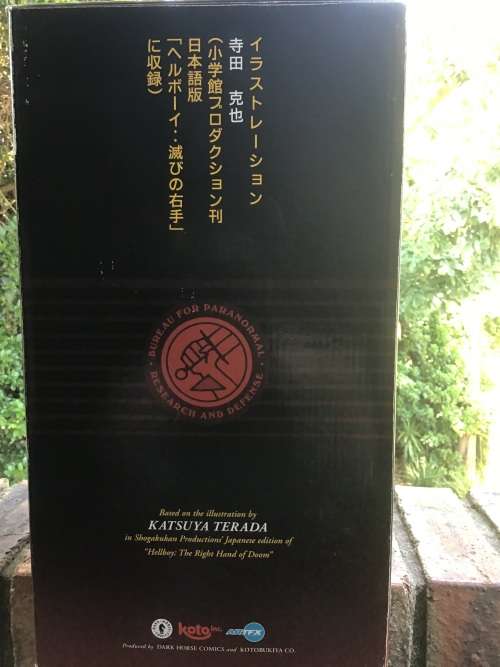 イラストレーション
寺田　克也
(小学館プロダクション刊
日本語版
「ヘルボーイ：滅びの右手」
に収録)
BUREAU FOR PARANORMAL
RESEARCH AND DEFENSE
Based on the illustration by
KATSUYA TERADA
in Shogakukan Productions' Japanese edition of
"Hellboy: The Right Hand of Doom"
koto inc. ARTFX
Produced by DARK HORSE COMICS and KOTOBUKIYA CO.